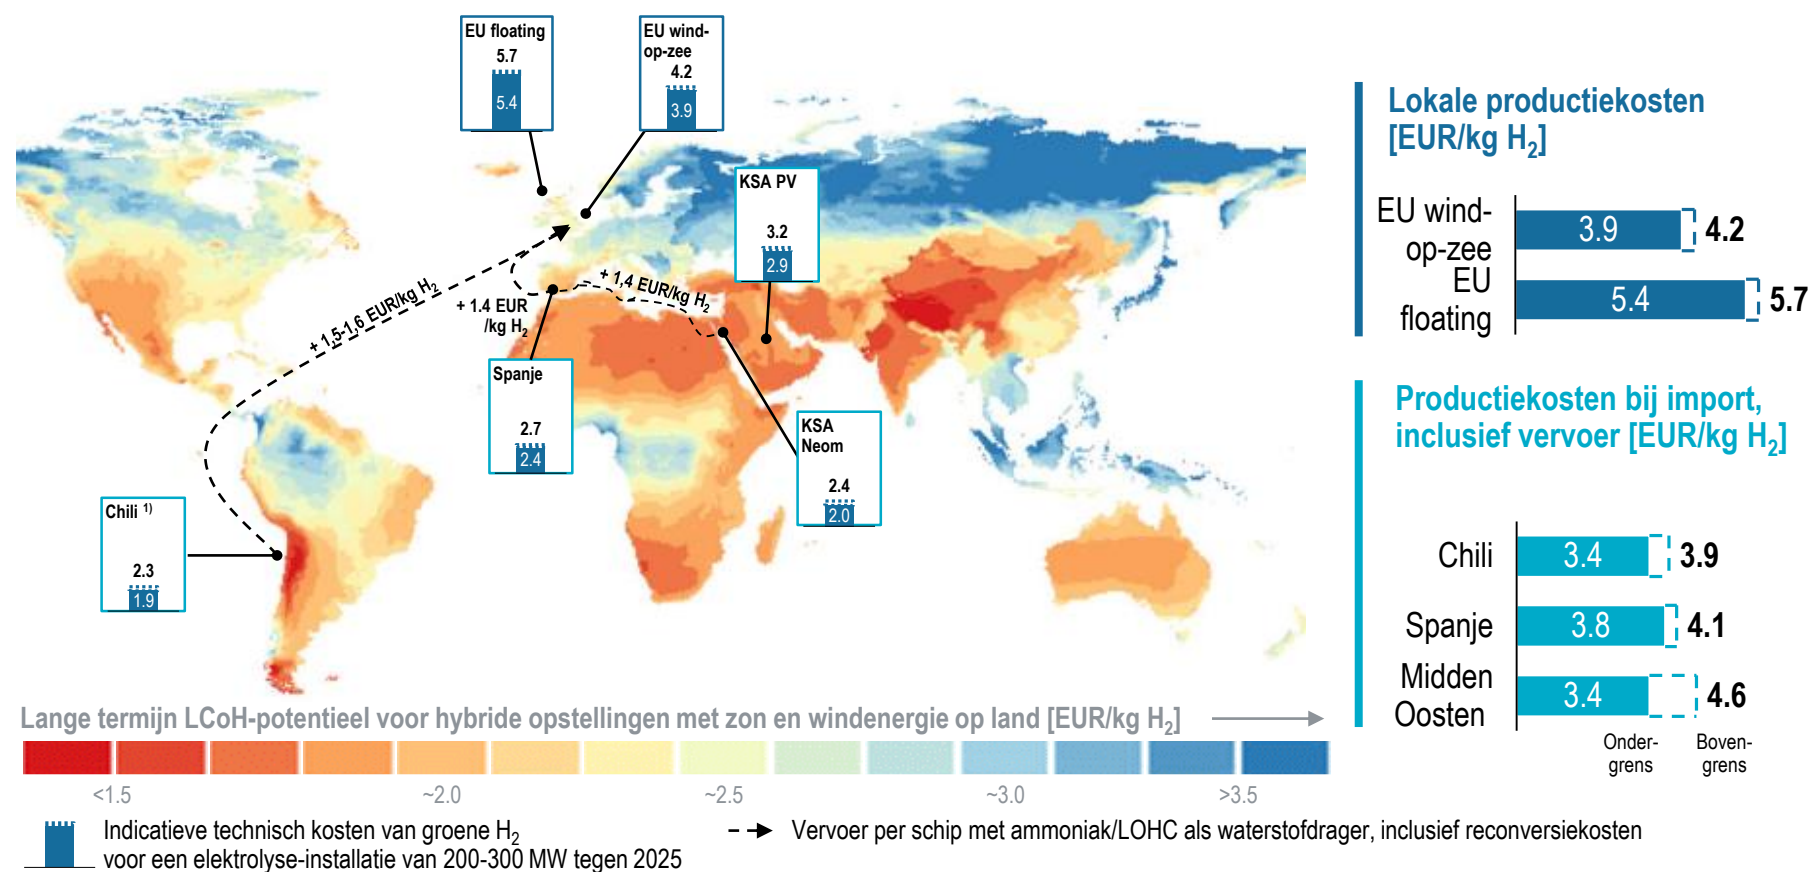 EU floating
5.7
5.4
EU wind-
op-zee
4.2
3.9
KSA PV
3.2
2.9
+ 1,5-1,6 EUR/kg H2
+ 1.4 EUR
/kg H2
+ 1,4 EUR/kg H2
Spanje
2.7
2.4
KSA
Neom
2.4
2.0
Chili 1)
2.3
1.9
Lokale productiekosten
[EUR/kg H2]
EU wind-
op-zee
3.9
4.2
EU
floating
5.4
5.7
Productiekosten bij import,
inclusief vervoer [EUR/kg H2]
Chili
3.4
3.9
Spanje
3.8
4.1
Midden
Oosten
3.4
4.6
Onder-
grens
Boven-
grens
Lange termijn LCoH-potentieel voor hybride opstellingen met zon en windenergie op land [EUR/kg H2]
<1.5
~2.0
~2.5
~3.0
>3.5
Indicatieve technisch kosten van groene H2
voor een elektrolyse-installatie van 200-300 MW tegen 2025
Vervoer per schip met ammoniak/LOHC als waterstofdrager, inclusief reconversiekosten